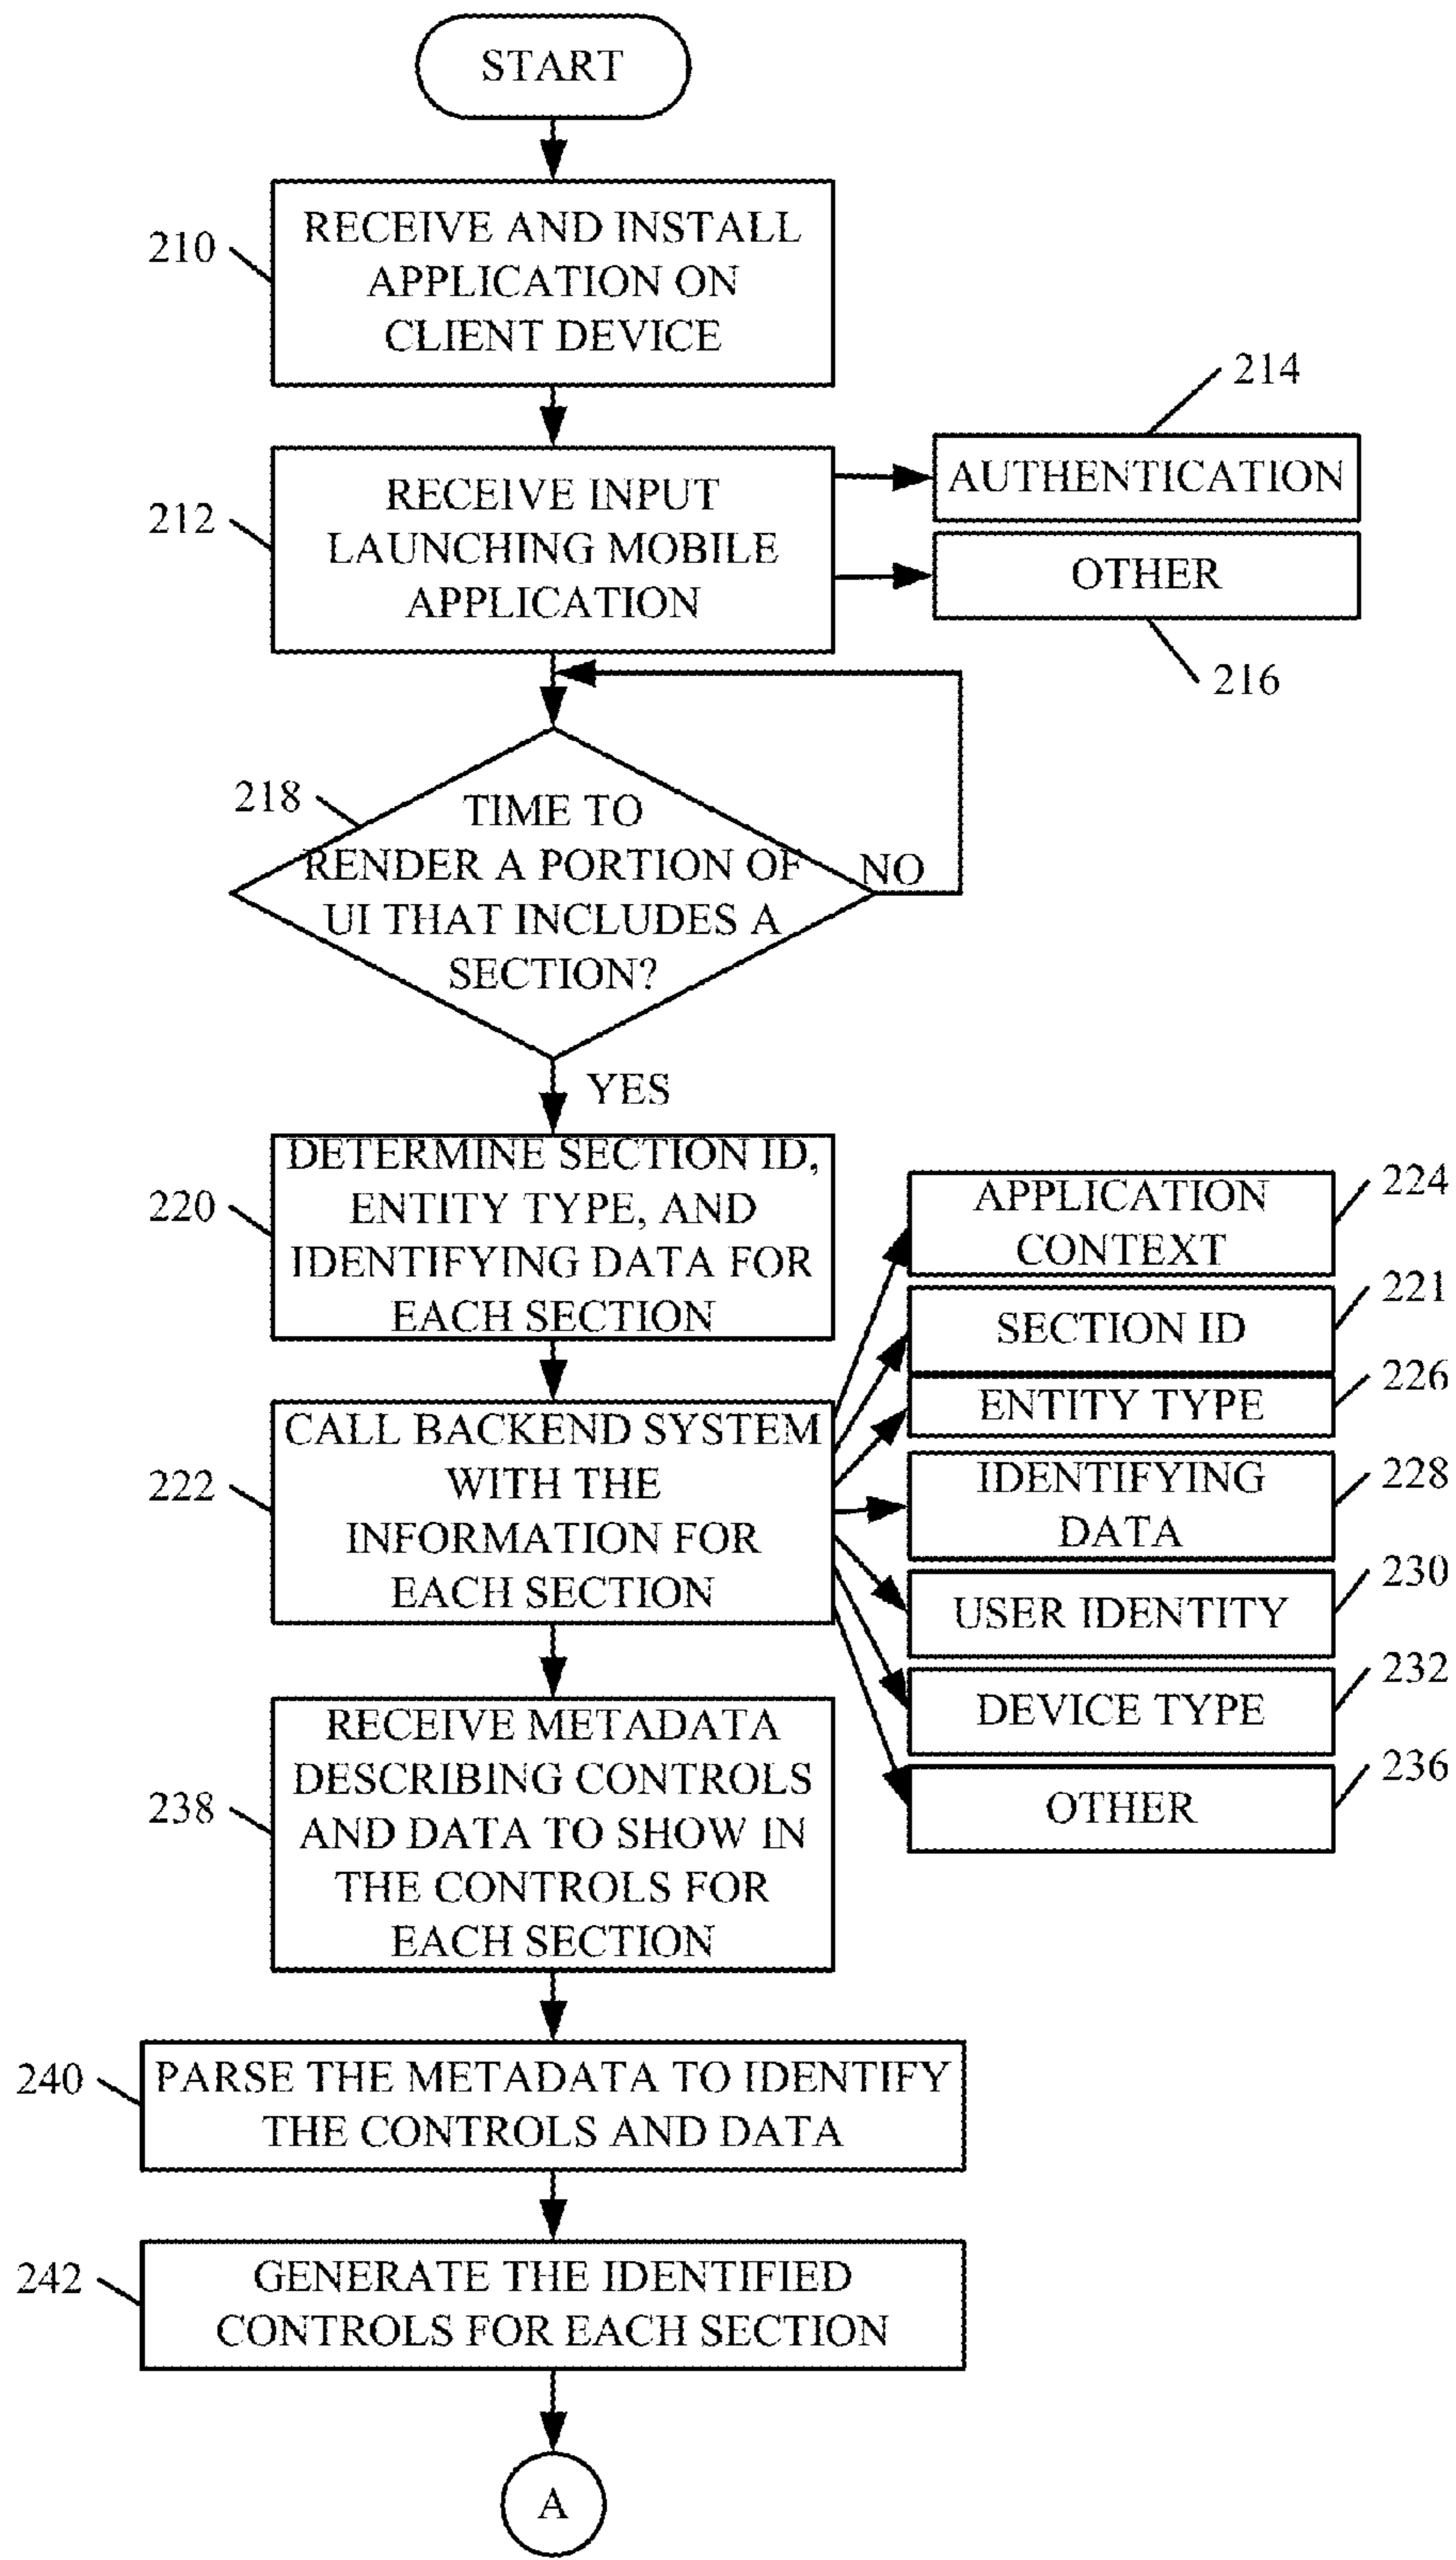 START
210
RECEIVE AND INSTALL
APPLICATION ON
CLIENT DEVICE
214
AUTHENTICATION
212
RECEIVE INPUT
LAUNCHING MOBILE
APPLICATION
OTHER
216
218
TIME TO
RENDER A PORTION OF
UI THAT INCLUDES A
SECTION?
NO
YES
220
DETERMINE SECTION ID,
ENTITY TYPE, AND
IDENTIFYING DATA FOR
EACH SECTION
222
CALL BACKEND SYSTEM
WITH THE
INFORMATION FOR
EACH SECTION
APPLICATION
CONTEXT
224
SECTION ID
221
ENTITY TYPE
226
IDENTIFYING
DATA
228
USER IDENTITY
230
DEVICE TYPE
232
OTHER
236
238
RECEIVE METADATA
DESCRIBING CONTROLS
AND DATA TO SHOW IN
THE CONTROLS FOR
EACH SECTION
240
PARSE THE METADATA TO IDENTIFY
THE CONTROLS AND DATA
242
GENERATE THE IDENTIFIED
CONTROLS FOR EACH SECTION
A